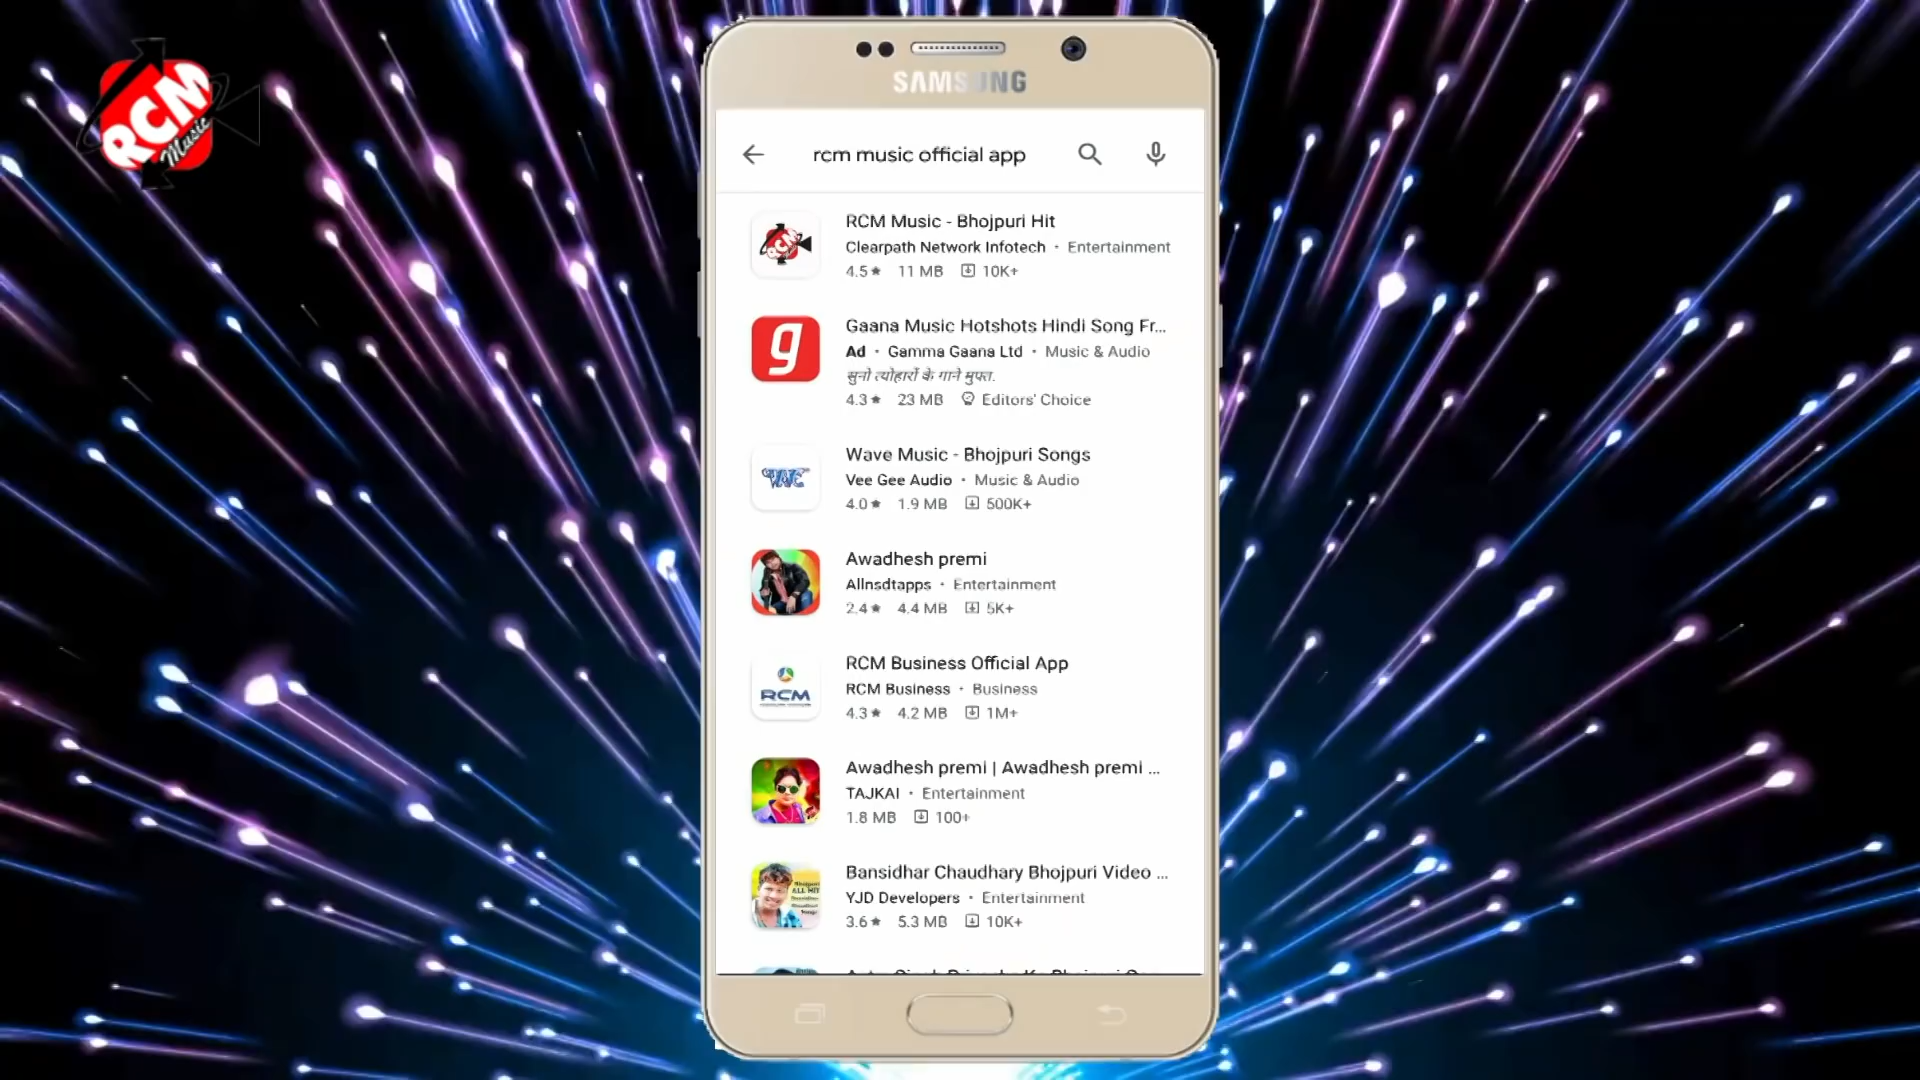 RCM
Music
SAMSUNG
rcm music official app
RCM Music - Bhojpuri Hit
Clearpath Network Infotech · Entertainment
4.5★ 11 MB 10K+
g
Gaana Music Hotshots Hindi Song Fr...
Ad · Gamma Gaana Ltd · Music & Audio
सुनो त्योहारों के गाने मुफ्त.
4.3★ 23 MB Editors' Choice
WAVE
Wave Music - Bhojpuri Songs
Vee Gee Audio · Music & Audio
4.0★ 1.9 MB 500K+
Awadhesh premi
Allnsdtapps · Entertainment
2.4★ 4.4 MB 5K+
RCM
RCM Business Official App
RCM Business · Business
4.3★ 4.2 MB 1M+
Awadhesh premi | Awadhesh premi ...
TAJKAI · Entertainment
1.8 MB 100+
Bansidhar Chaudhary Bhojpuri Video ...
YJD Developers · Entertainment
3.6★ 5.3 MB 10K+